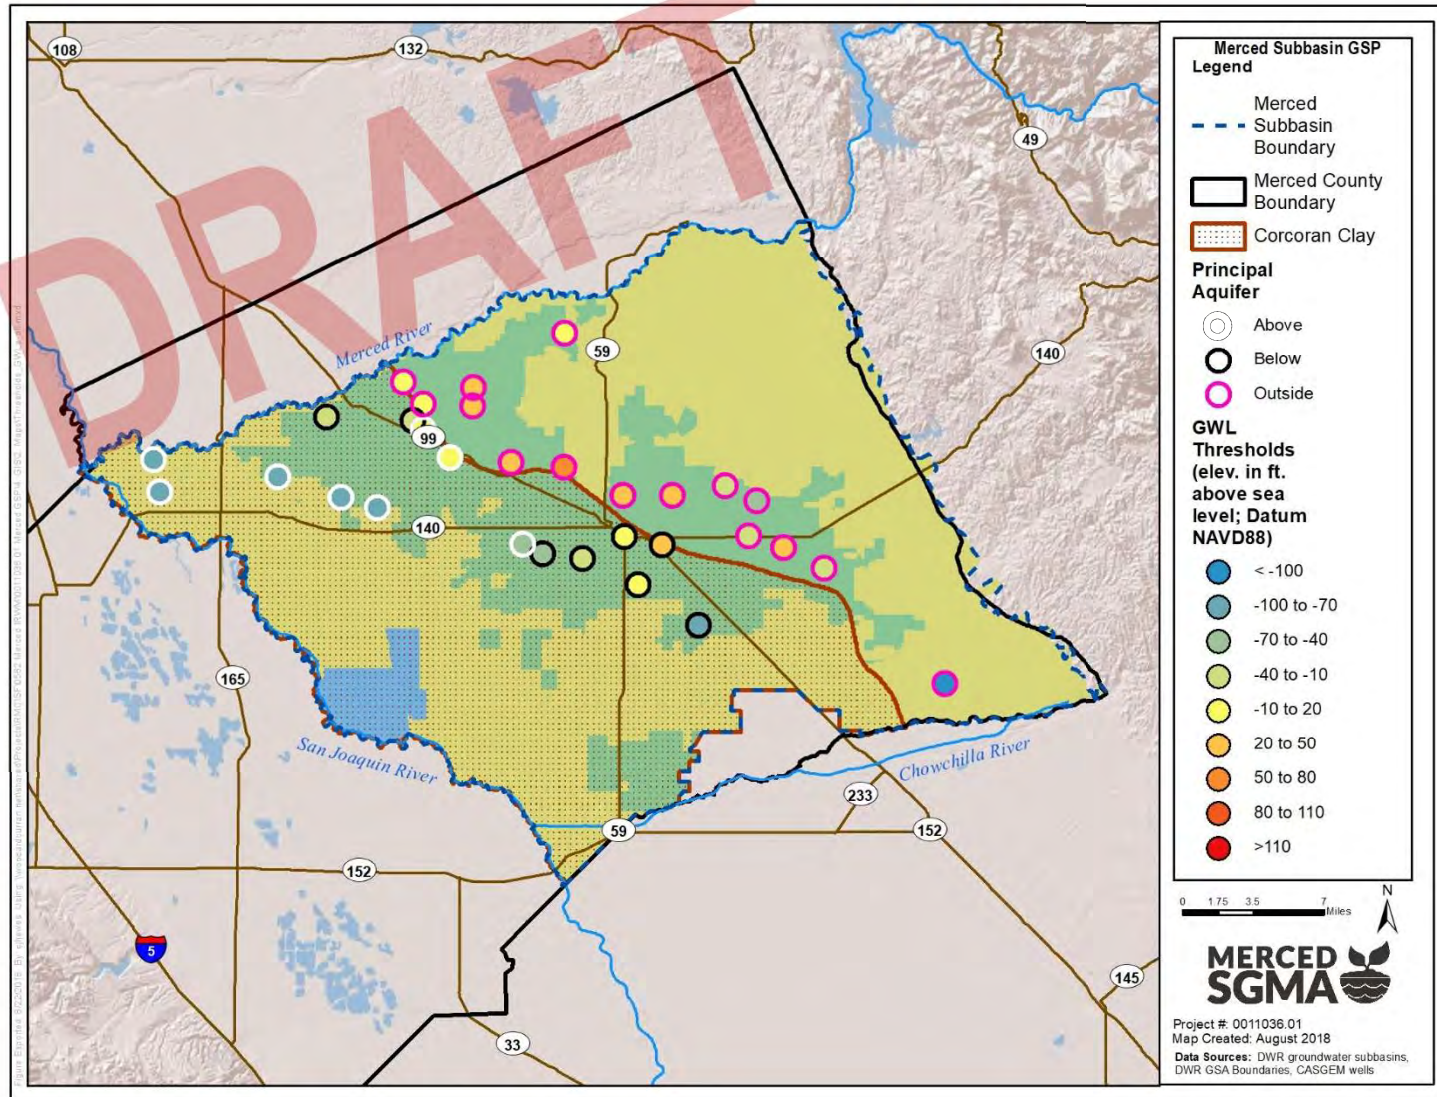 DRAFT
108
132
49
59
140
99
140
165
59
233
152
152
5
33
145
Merced River
San Joaquin River
Chowchilla River
Merced Subbasin GSP
Legend
Merced
Subbasin
Boundary
Merced County
Boundary
Corcoran Clay
Principal
Aquifer
Above
Below
Outside
GWL
Thresholds
(elev. in ft.
above sea
level; Datum
NAVD88)
< -100
-100 to -70
-70 to -40
-40 to -10
-10 to 20
20 to 50
50 to 80
80 to 110
>110
0 1.75 3.5 7
Miles
N
MERCED
SGMA
Project #: 0011036.01
Map Created: August 2018
Data Sources: DWR groundwater subbasins,
DWR GSA Boundaries, CASGEM wells